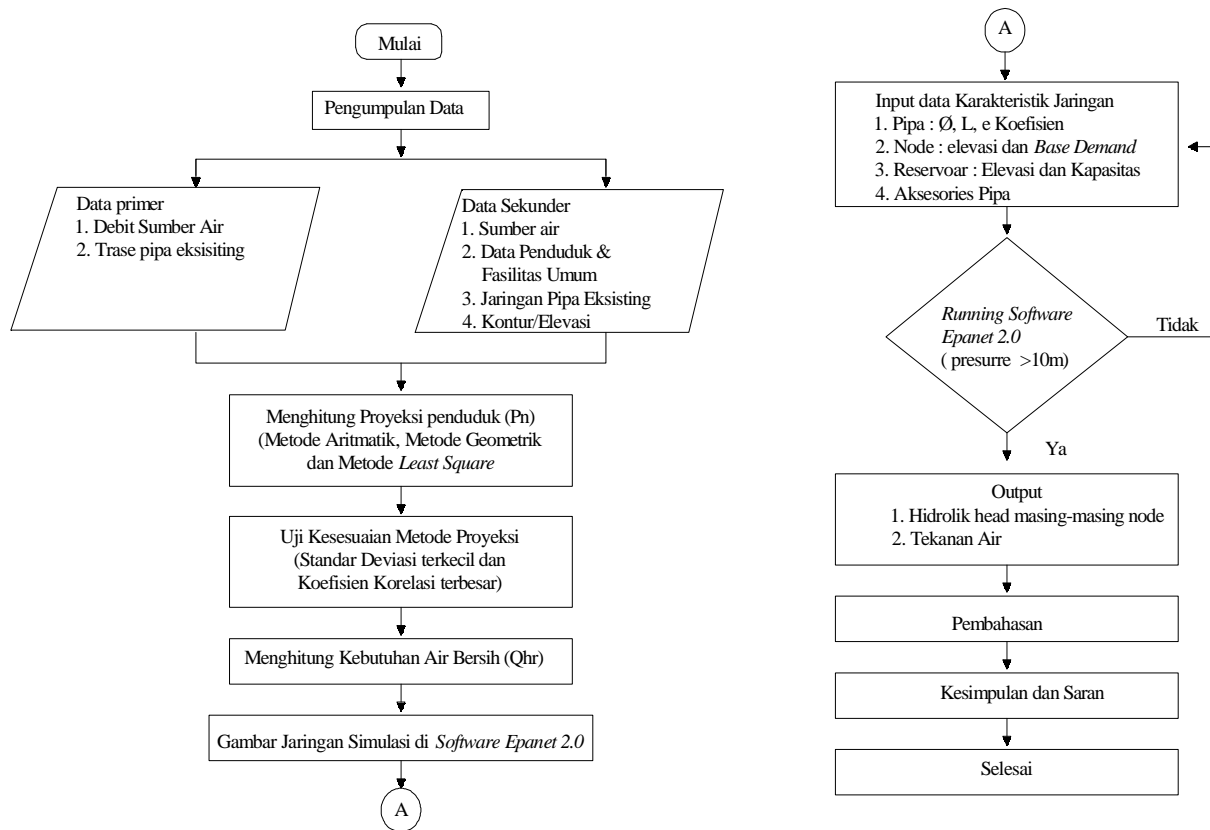 Mulai
Pengumpulan Data
Data primer
1. Debit Sumber Air
2. Trase pipa eksisiting
Data Sekunder
1. Sumber air
2. Data Penduduk &
Fasilitas Umum
3. Jaringan Pipa Eksisting
4. Kontur/Elevasi
Menghitung Proyeksi penduduk (Pn)
(Metode Aritmatik, Metode Geometrik
dan Metode Least Square
Uji Kesesuaian Metode Proyeksi
(Standar Deviasi terkecil dan
Koefisien Korelasi terbesar)
Menghitung Kebutuhan Air Bersih (Qhr)
Gambar Jaringan Simulasi di Software Epanet 2.0
A
A
Input data Karakteristik Jaringan
1. Pipa : Ø, L, e Koefisien
2. Node : elevasi dan Base Demand
3. Reservoar : Elevasi dan Kapasitas
4. Aksesories Pipa
Running Software
Epanet 2.0
( presurre >10m)
Tidak
Ya
Output
1. Hidrolik head masing-masing node
2. Tekanan Air
Pembahasan
Kesimpulan dan Saran
Selesai